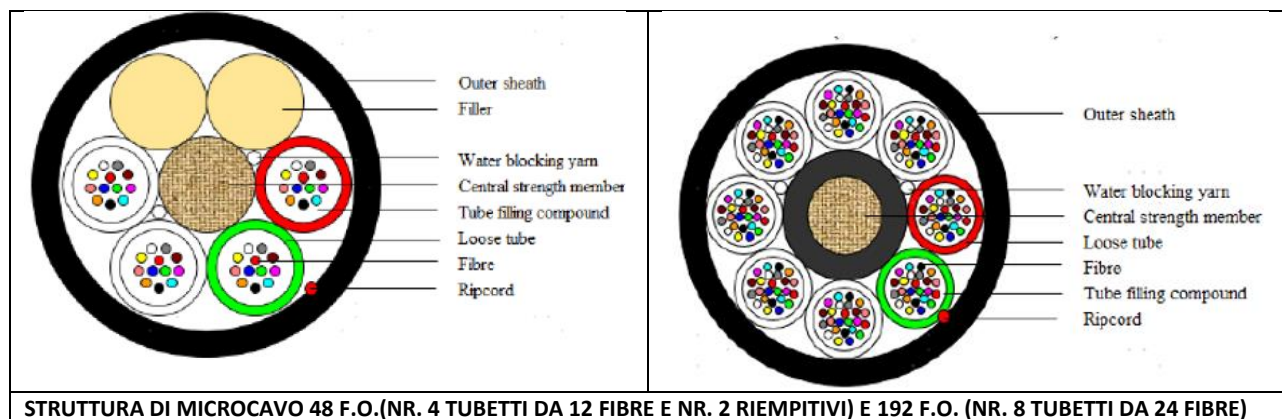 Outer sheath
Filler
Water blocking yarn
Central strength member
Tube filling compound
Loose tube
Fibre
Ripcord
Outer sheath
Water blocking yarn
Central strength member
Loose tube
Fibre
Tube filling compound
Ripcord
STRUTTURA DI MICROCAVO 48 F.O.(NR. 4 TUBETTI DA 12 FIBRE E NR. 2 RIEMPITIVI) E 192 F.O. (NR. 8 TUBETTI DA 24 FIBRE)